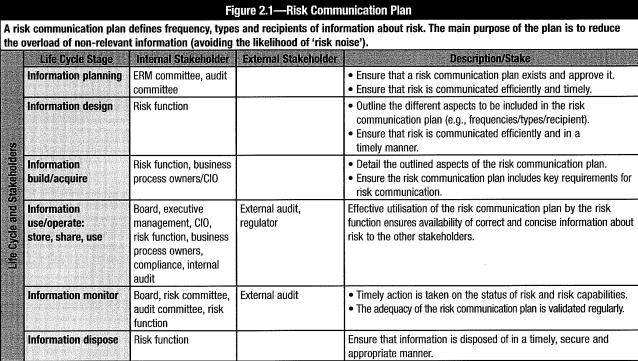 Figure 2.1—Risk Communication Plan
A risk communication plan defines frequency, types and recipients of information about risk. The main purpose of the plan is to reduce
the overload of non-relevant information (avoiding the likelihood of 'risk noise').
Life Cycle Stage Internal Stakeholder External Stakeholder Description/Stake
Life Cycle and Stakeholders
Information planning
ERM committee, audit
committee
• Ensure that a risk communication plan exists and approve it.
• Ensure that risk is communicated efficiently and timely.
Information design
Risk function
• Outline the different aspects to be included in the risk
communication plan (e.g., frequencies/types/recipient).
• Ensure that risk is communicated efficiently and in a
timely manner.
Information
build/acquire
Risk function, business
process owners/CIO
• Detail the outlined aspects of the risk communication plan.
• Ensure the risk communication plan includes key requirements for
risk communication.
Information
use/operate:
store, share, use
Board, executive
management, CIO,
risk function, business
process owners,
compliance, internal
audit
External audit,
regulator
Effective utilisation of the risk communication plan by the risk
function ensures availability of correct and concise information about
risk to the other stakeholders.
Information monitor
Board, risk committee,
audit committee, risk
function
External audit
• Timely action is taken on the status of risk and risk capabilities.
• The adequacy of the risk communication plan is validated regularly.
Information dispose
Risk function
Ensure that information is disposed of in a timely, secure and
appropriate manner.